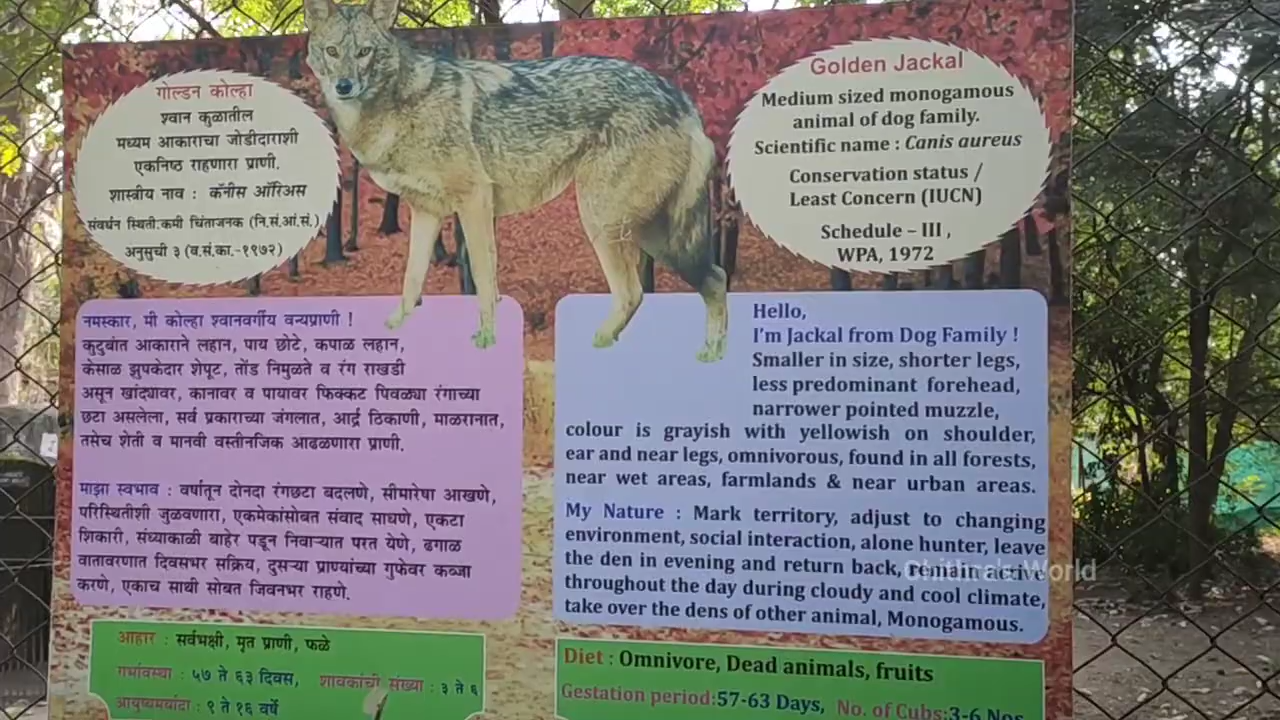 गोल्डन कोल्हा
श्वान कुळातील
मध्यम आकाराचा जोडीदाराशी
एकनिष्ठ राहणारा प्राणी.
शास्त्रीय नाव : कॅनीस ऑरिअस
संवर्धन स्थिती:कमी चिंताजनक (नि.सं.आं.सं.)
अनुसुची ३ (व.सं.का.-१९७२)
Golden Jackal
Medium sized monogamous
animal of dog family.
Scientific name : Canis aureus
Conservation status /
Least Concern (IUCN)
Schedule – III ,
WPA, 1972
नमस्कार, मी कोल्हा श्वानवर्गीय वन्यप्राणी !
कुटुबांत आकाराने लहान, पाय छोटे, कपाळ लहान,
केसाळ झुपकेदार शेपूट, तोंड निमुळते व रंग राखडी
असून खांद्यावर, कानावर व पायावर फिक्कट पिवळ्या रंगाच्या
छटा असलेला, सर्व प्रकाराच्या जंगलात, आर्द्र ठिकाणी, माळरानात,
तसेच शेती व मानवी वस्तीनजिक आढळणारा प्राणी.
माझा स्वभाव : वर्षातून दोनदा रंगछटा बदलणे, सीमारेषा आखणे,
परिस्थितीशी जुळवणारा, एकमेकांसोबत संवाद साधणे, एकटा
शिकारी, संध्याकाळी बाहेर पडून निवाऱ्यात परत येणे, ढगाळ
वातावरणात दिवसभर सक्रिय, दुसऱ्या प्राण्यांच्या गुफेवर कब्जा
करणे, एकाच साथी सोबत जिवनभर राहणे.
Hello,
I'm Jackal from Dog Family !
Smaller in size, shorter legs,
less predominant forehead,
narrower pointed muzzle,
colour is grayish with yellowish on shoulder,
ear and near legs, omnivorous, found in all forests,
near wet areas, farmlands & near urban areas.
My Nature : Mark territory, adjust to changing
environment, social interaction, alone hunter, leave
the den in evening and return back, remain active
throughout the day during cloudy and cool climate,
take over the dens of other animal, Monogamous.
Chithra's World
आहार : सर्वभक्षी, मृत प्राणी, फळे
गर्भावस्था : ५७ ते ६३ दिवस, शावकांची संख्या : ३ ते ६
आयुष्यमर्यादा : ९ ते १६ वर्षे
Diet : Omnivore, Dead animals, fruits
Gestation period:57-63 Days, No. of Cubs:3-6 Nos